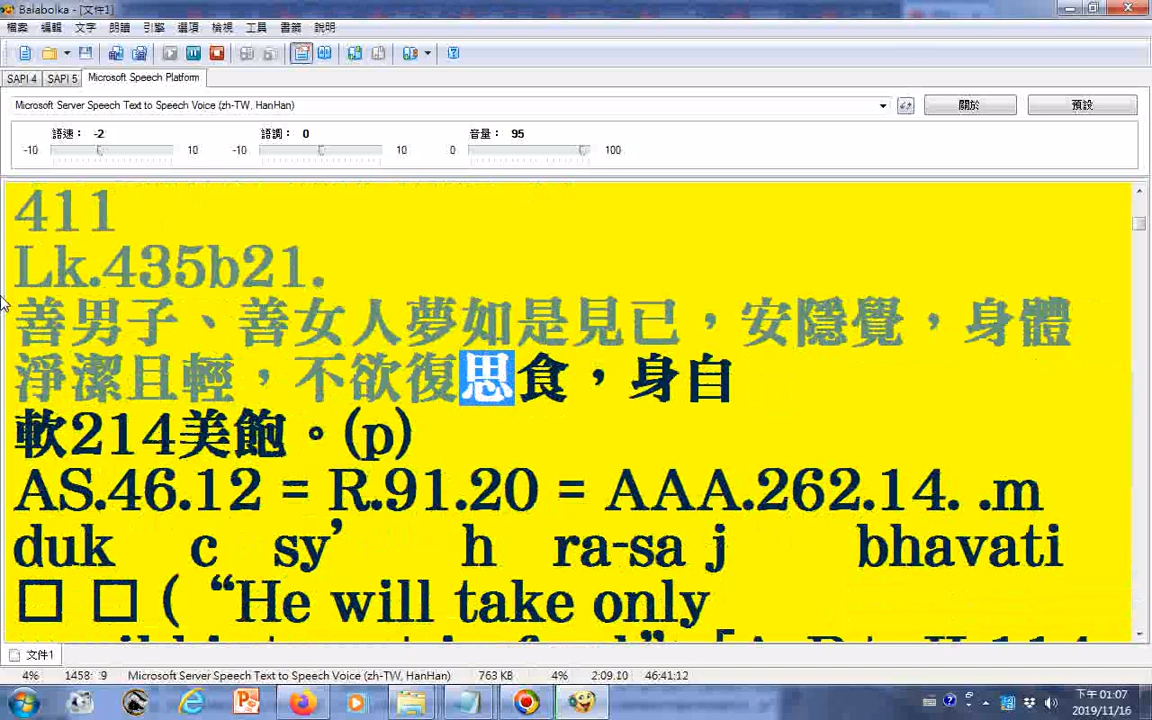 Balabolka - [文件1]
檔案 編輯 文字 朗讀 引擎 選項 檢視 工具 書籤 說明
SAPI 4 SAPI 5 Microsoft Speech Platform
Microsoft Server Speech Text to Speech Voice (zh-TW, HanHan) 關於 預設
語速： -2 語調： 0 音量： 95
-10 10 -10 10 0 100
411
Lk.435b21.
善男子、善女人夢如是見已，安隱覺，身體
淨潔且輕，不欲復思食，身自
軟214美飽。(p)
AS.46.12 = R.91.20 = AAA.262.14. .m
duk c sy’ h ra-sa j bhavati
□ □ ( “He will take only
文件1
4% 1458: 9 Microsoft Server Speech Text to Speech Voice (zh-TW, HanHan) 763 KB 4% 2:09.10 46:41:12
下午 01:07
2019/11/16